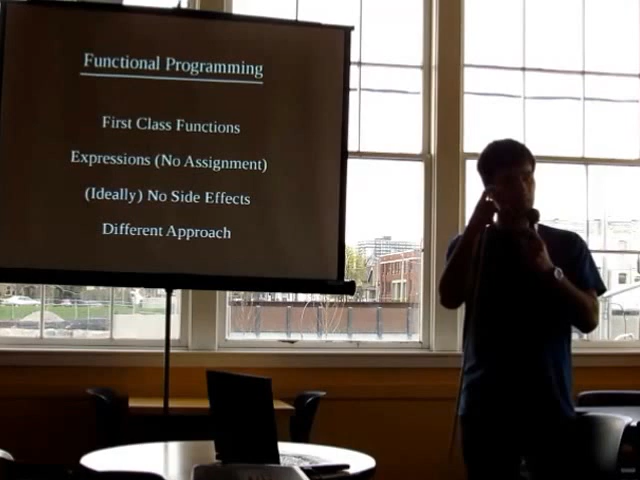 Functional Programming
First Class Functions
Expressions (No Assignment)
(Ideally) No Side Effects
Different Approach